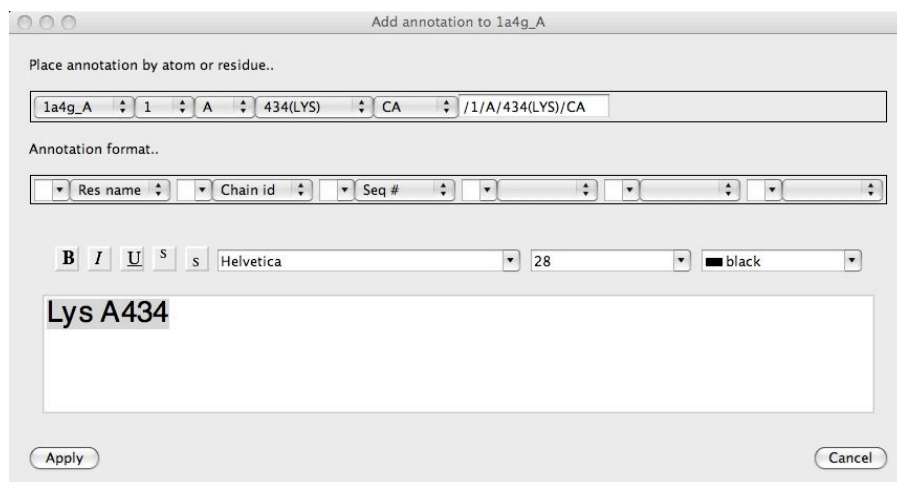 Add annotation to 1a4g_A
Place annotation by atom or residue..
1a4g_A 1 A 434(LYS) CA /1/A/434(LYS)/CA
Annotation format..
Res name Chain id Seq #
B I U S s Helvetica 28 black
Lys A434
Apply Cancel